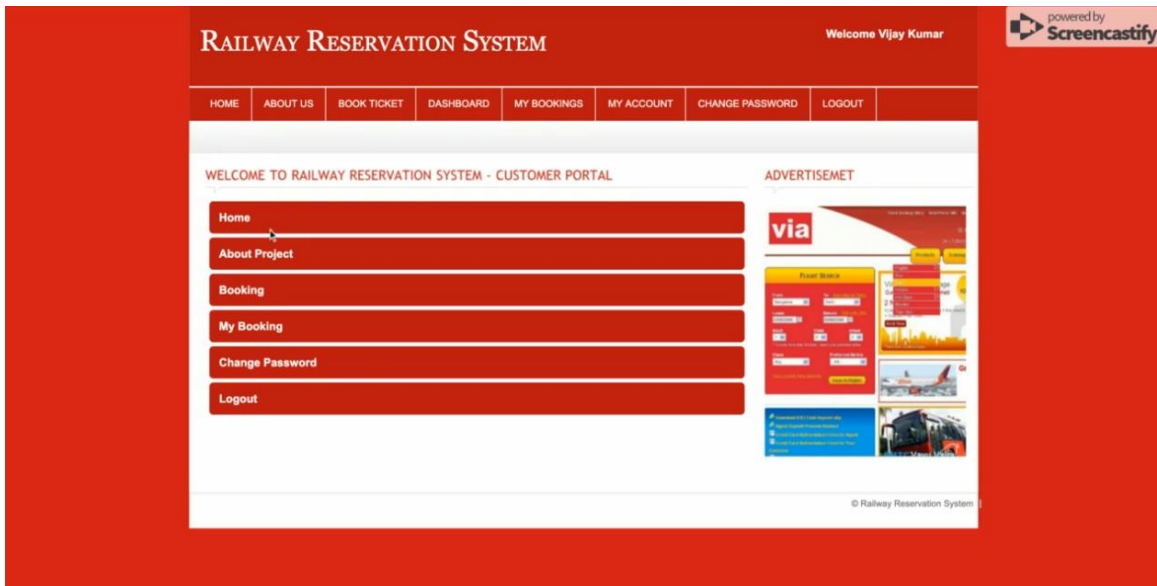 powered by
Screencastify
RAILWAY RESERVATION SYSTEM
Welcome Vijay Kumar
HOME ABOUT US BOOK TICKET DASHBOARD MY BOOKINGS MY ACCOUNT CHANGE PASSWORD LOGOUT
WELCOME TO RAILWAY RESERVATION SYSTEM - CUSTOMER PORTAL
ADVERTISEMET
Home
About Project
Booking
My Booking
Change Password
Logout
via
© Railway Reservation System |